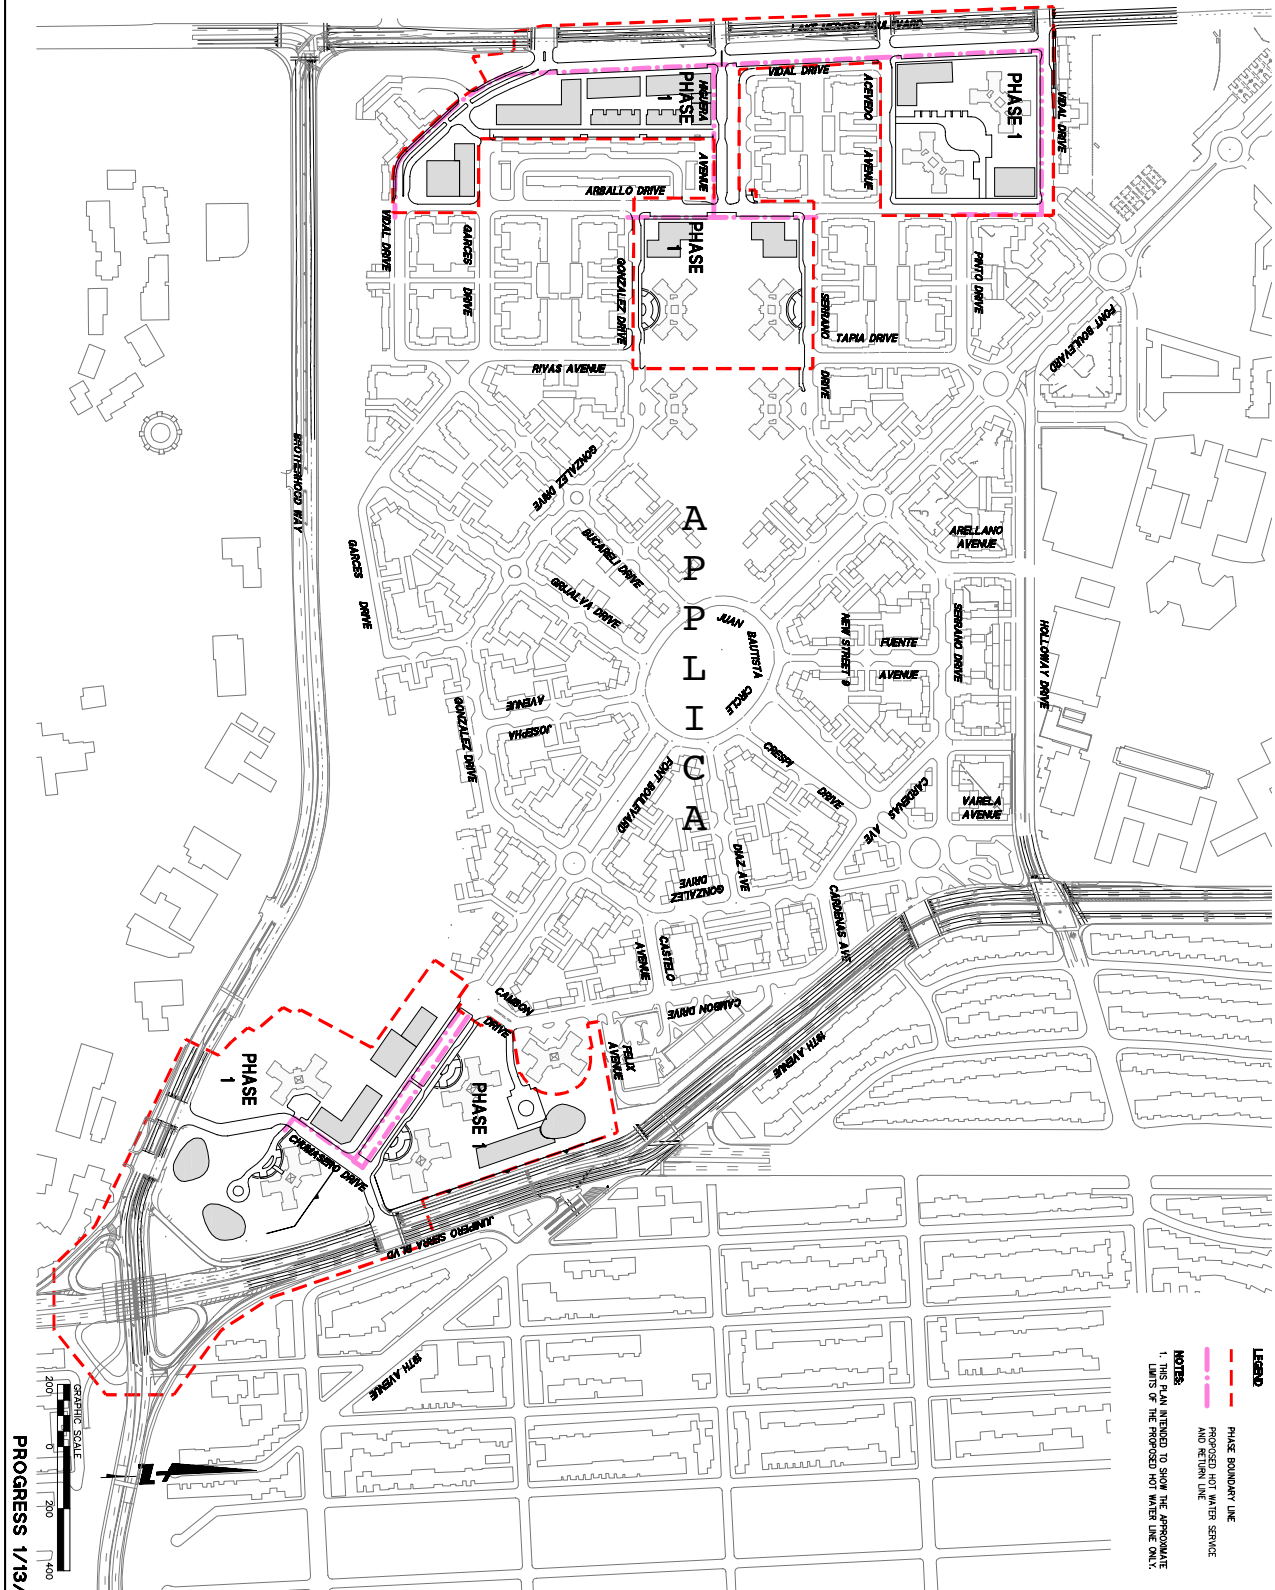 LAKE MERCED BOULEVARD
VIDAL DRIVE
PHASE 1
HIGUERA
AVENUE
ACEVEDO
AVENUE
PHASE 1
VIDAL DRIVE
ARBALLO DRIVE
VIDAL DRIVE
GARCES
DRIVE
GONZALEZ DRIVE
PHASE
1
SERRANO
DRIVE
TAPIA DRIVE
PINTO DRIVE
FONT BOULEVARD
RIVAS AVENUE
BROTHERHOOD WAY
GONZALEZ DRIVE
BUCARELI DRIVE
GRIJALVA DRIVE
GARCES
DRIVE
ARELLANO
AVENUE
APPLICA
JUAN
BAUTISTA
CIRCLE
NEW STREET 9
FUENTE
AVENUE
SERRANO DRIVE
HOLLOWAY DRIVE
AVENUE
JOSEPHA
GONZALEZ DRIVE
FONT BOULEVARD
CRESPI
DRIVE
CARDENAS
AVE
VARELA
AVENUE
DIAZ AVE
GONZALEZ
DRIVE
CARDENAS AVE
CASTELO
AVENUE
CAMBON
DRIVE
CAMBON DRIVE
FELIX
AVENUE
19TH AVENUE
PHASE
1
PHASE 1
CHUMASERO DRIVE
JUNIPERO SERRA BLVD
19TH AVENUE
LEGEND
PHASE BOUNDARY LINE
PROPOSED HOT WATER SERVICE
AND RETURN LINE
NOTES:
1. THIS PLAN INTENDED TO SHOW THE APPROXIMATE
LIMITS OF THE PROPOSED HOT WATER LINE ONLY.
GRAPHIC SCALE
200 0 200 400
PROGRESS 1/13/